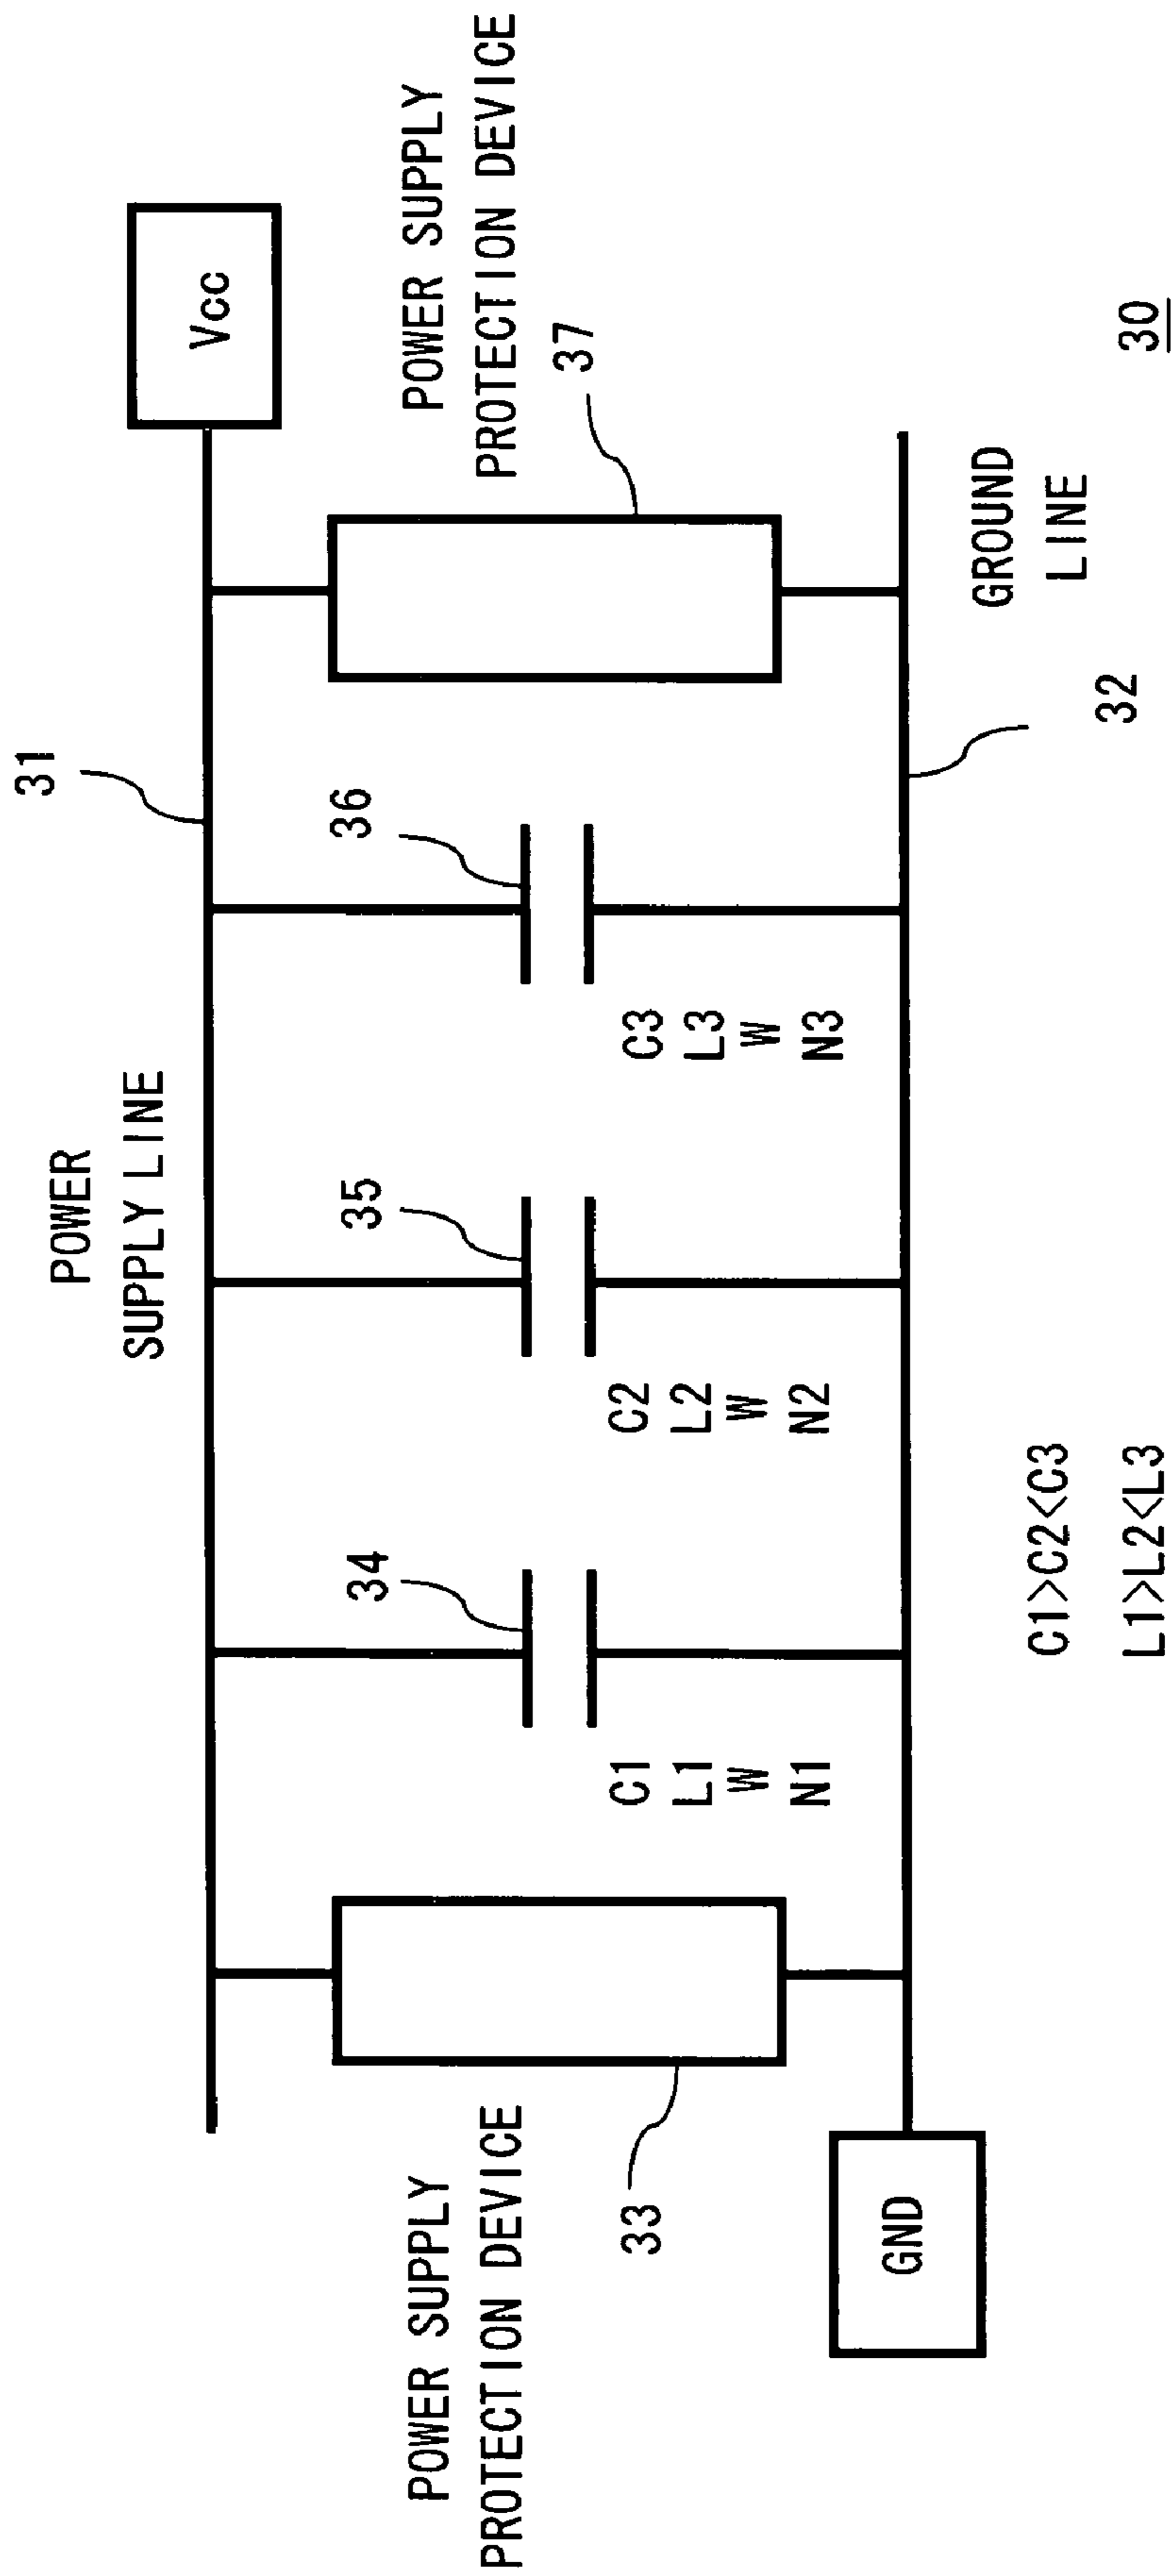 31
POWER
SUPPLY LINE
Vcc
34
35
36
POWER SUPPLY
PROTECTION DEVICE
33
POWER SUPPLY
PROTECTION DEVICE
37
C1
L1
W
N1
C2
L2
W
N2
C3
L3
W
N3
GND
GROUND
LINE
32
C1>C2<C3
L1>L2<L3
30